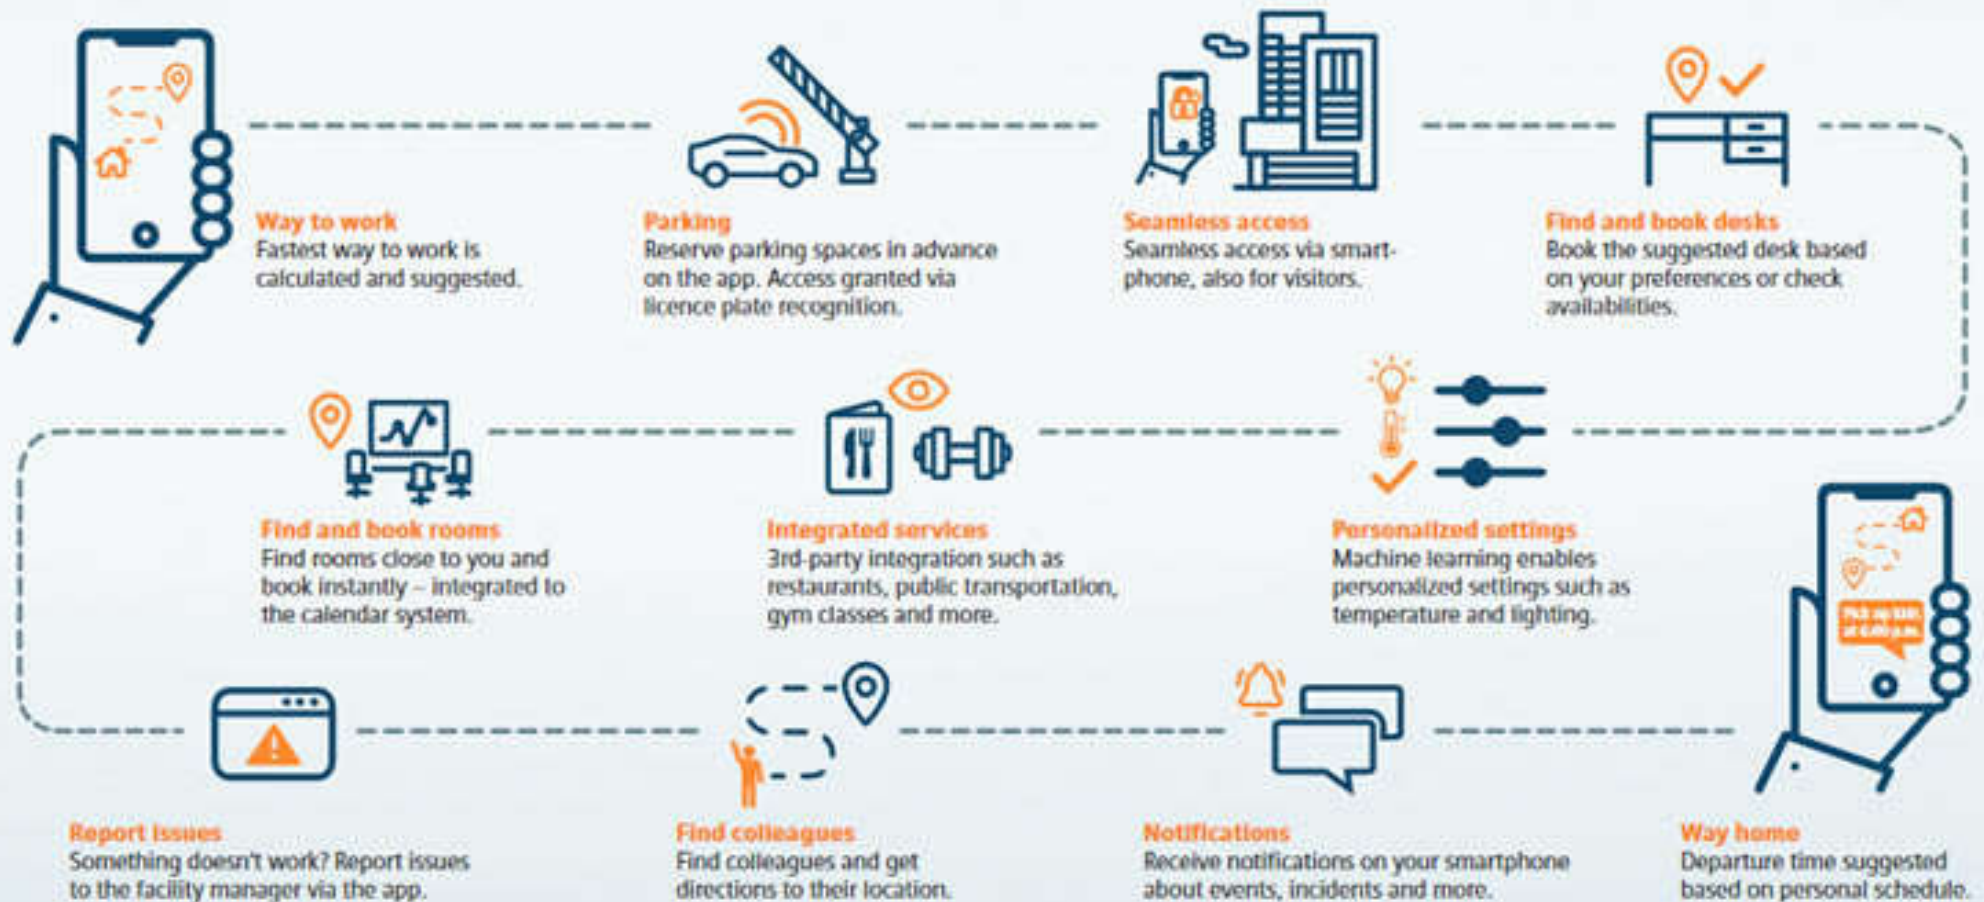 Way to work
Fastest way to work is
calculated and suggested.
Parking
Reserve parking spaces in advance
on the app. Access granted via
licence plate recognition.
Seamless access
Seamless access via smart-
phone, also for visitors.
Find and book desks
Book the suggested desk based
on your preferences or check
availabilities.
Personalized settings
Machine learning enables
personalized settings such as
temperature and lighting.
Integrated services
3rd-party integration such as
restaurants, public transportation,
gym classes and more.
Find and book rooms
Find rooms close to you and
book instantly – integrated to
the calendar system.
Report issues
Something doesn't work? Report issues
to the facility manager via the app.
Find colleagues
Find colleagues and get
directions to their location.
Notifications
Receive notifications on your smartphone
about events, incidents and more.
Way home
Departure time suggested
based on personal schedule.